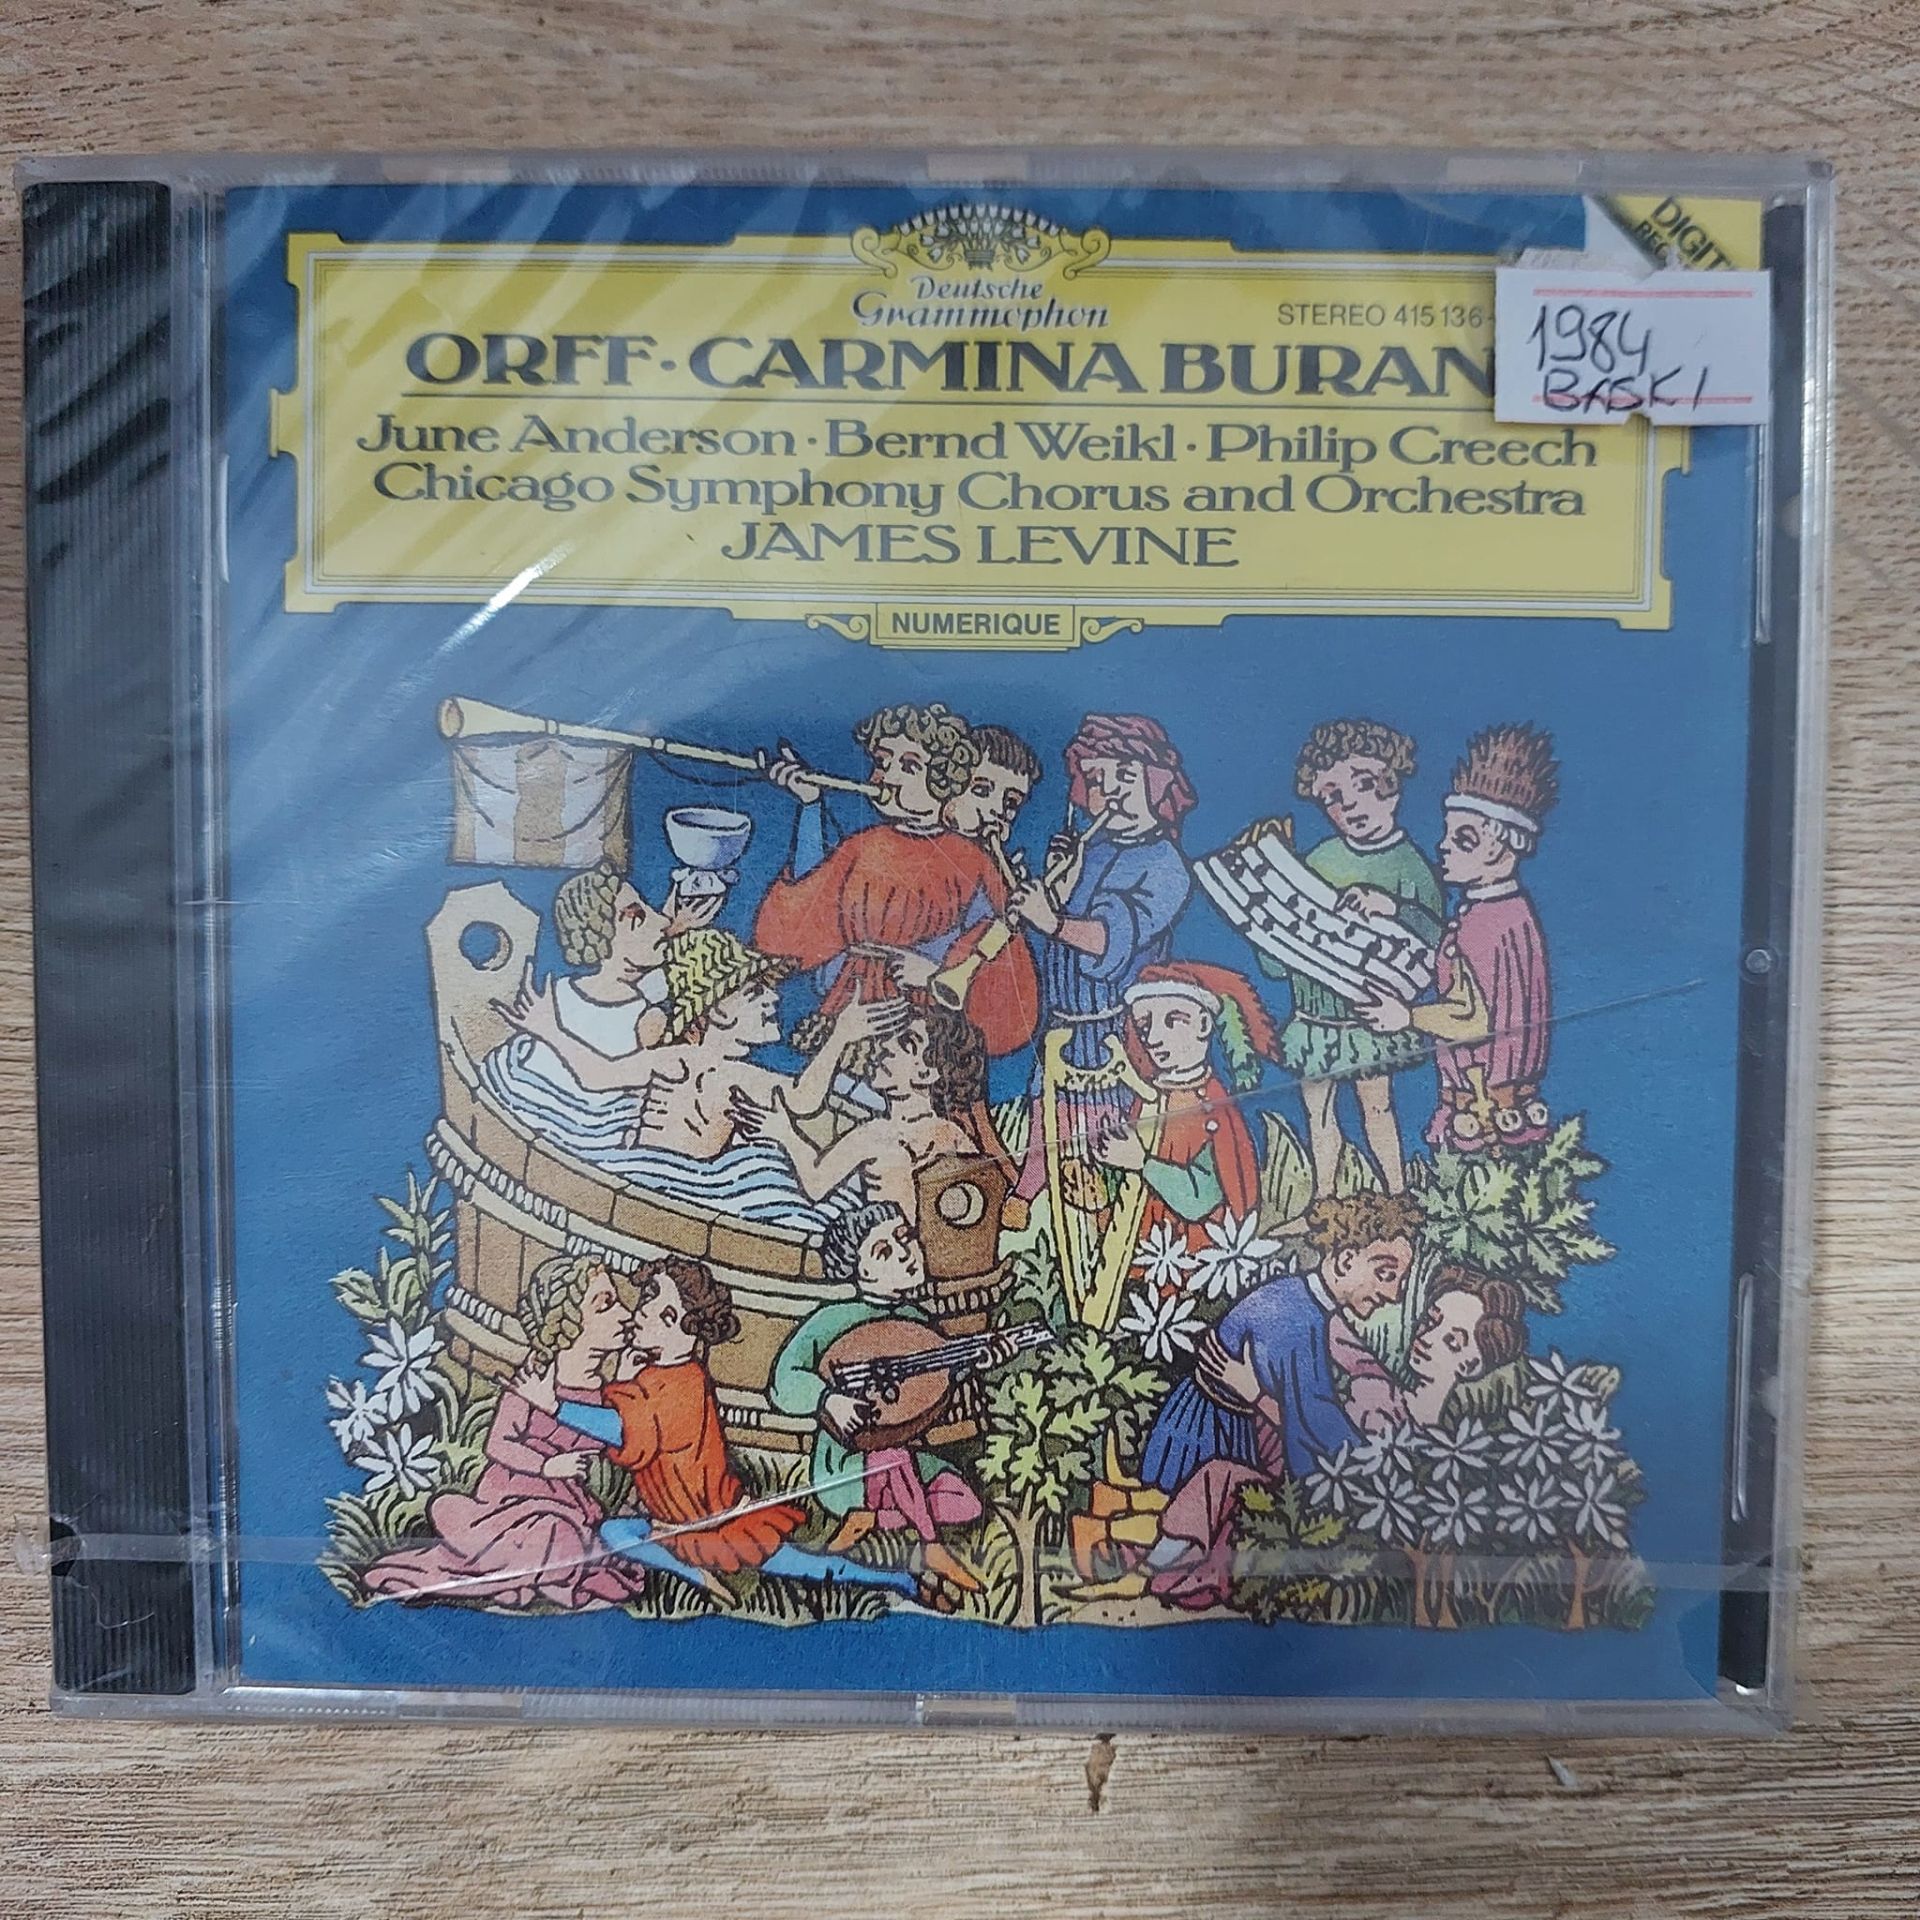 DIGIT
Deutsche
Grammophon
STEREO 415 136-
1984
BASKI
ORFF · CARMINA BURAN
June Anderson · Bernd Weikl · Philip Creech
Chicago Symphony Chorus and Orchestra
JAMES LEVINE
NUMERIQUE